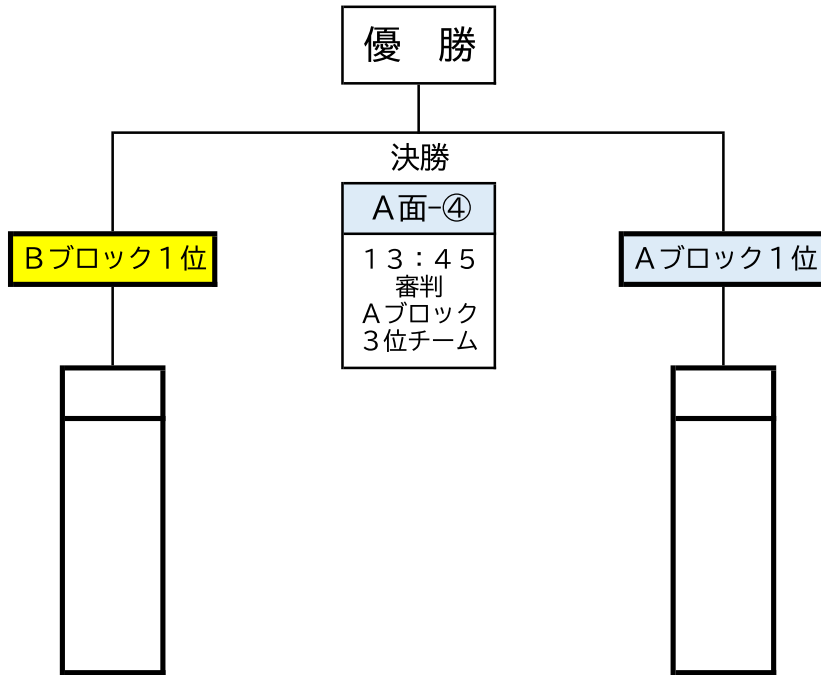 優　勝
決勝
Ａ面-④
Ｂブロック１位
１３：４５
審判
Ａブロック
３位チーム
Ａブロック１位